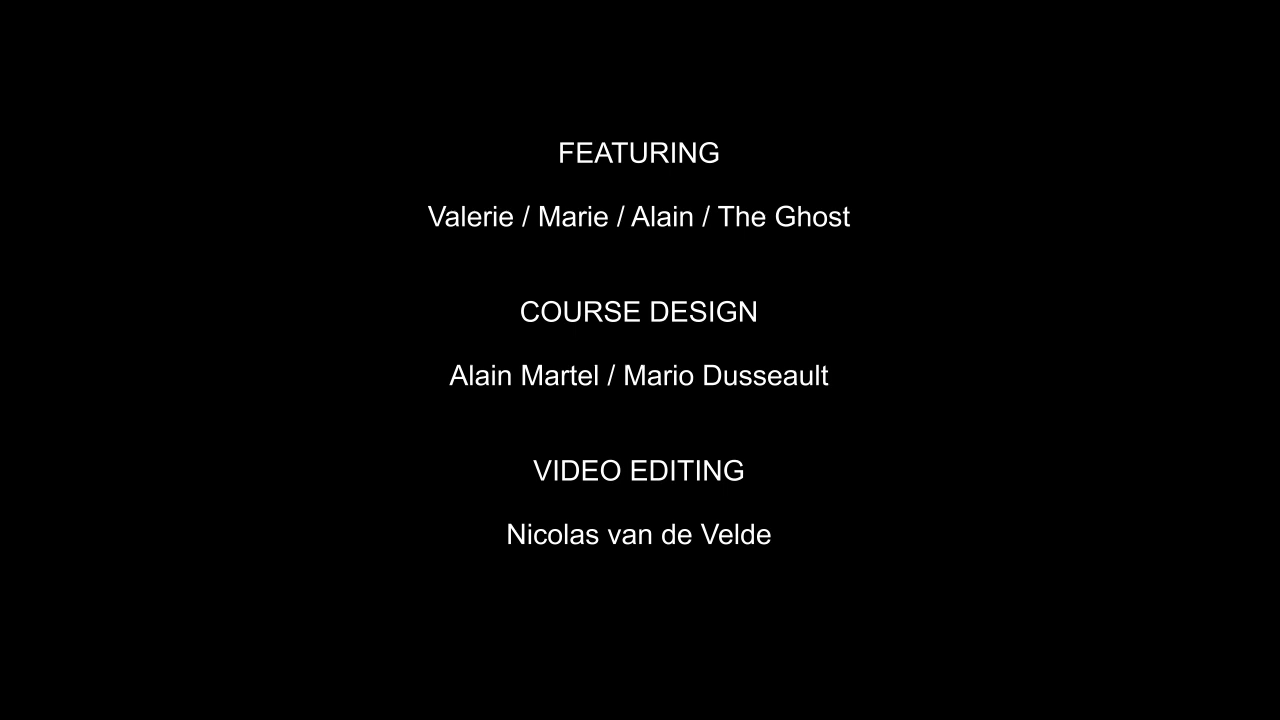 FEATURING
Valerie / Marie / Alain / The Ghost
COURSE DESIGN
Alain Martel / Mario Dusseault
VIDEO EDITING
Nicolas van de Velde